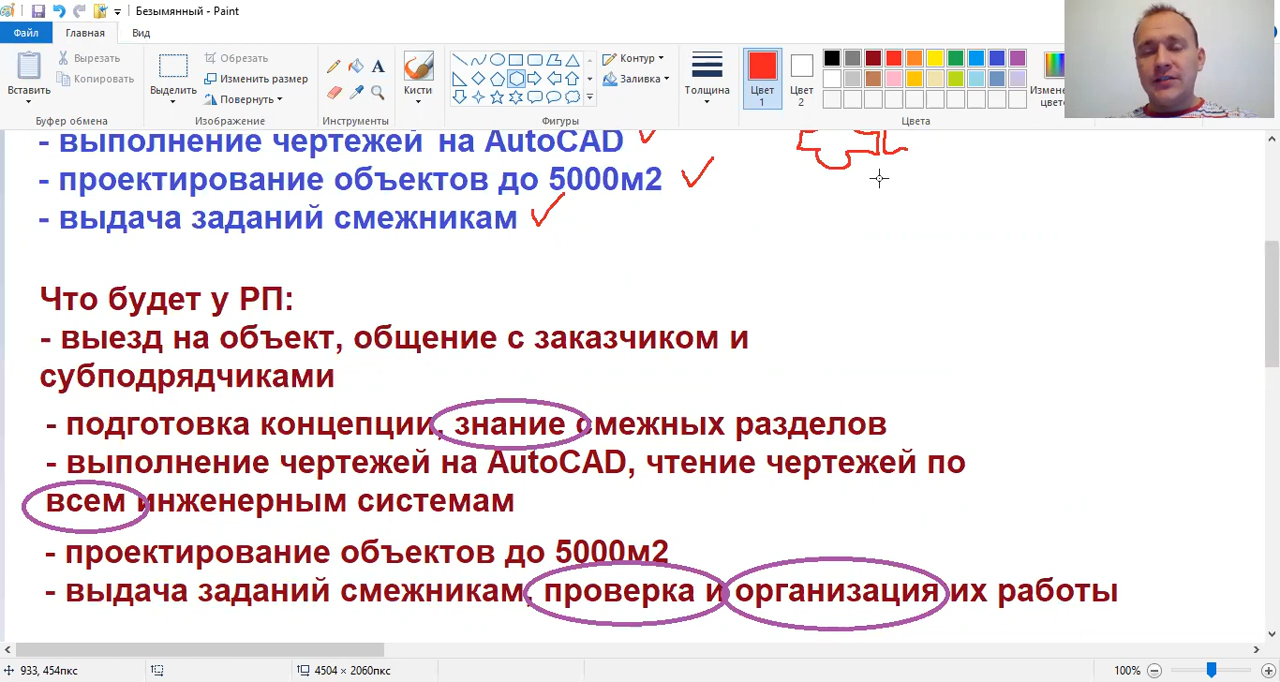 Безымянный - Paint
Файл
Главная
Вид
Вставить
Вырезать
Копировать
Буфер обмена
Выделить
Обрезать
Изменить размер
Повернуть
Изображение
A
Инструменты
Кисти
Контур
Заливка
Фигуры
Толщина
Цвет 1
Цвет 2
Цвета
- выполнение чертежей на AutoCAD
- проектирование объектов до 5000м2
- выдача заданий смежникам
Что будет у РП:
- выезд на объект, общение с заказчиком и
субподрядчиками
- подготовка концепции, знание смежных разделов
- выполнение чертежей на AutoCAD, чтение чертежей по
всем инженерным системам
- проектирование объектов до 5000м2
- выдача заданий смежникам, проверка и организация их работы
933, 454пкс
4504 × 2060пкс
100%